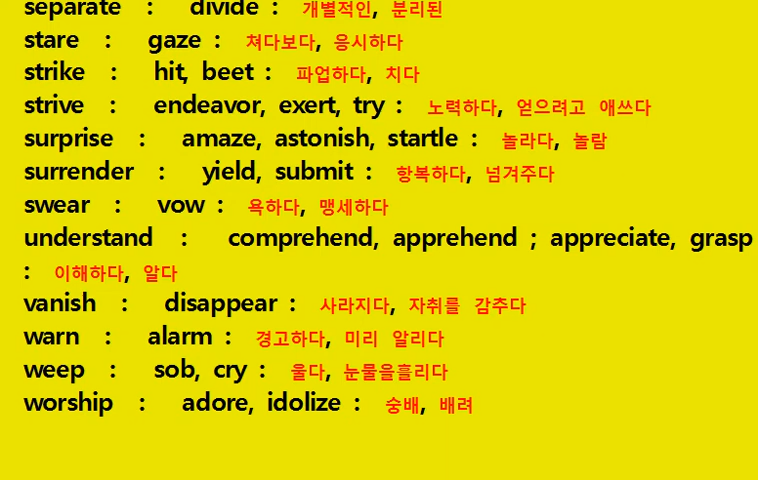 separate : divide : 개별적인, 분리된
stare : gaze : 쳐다보다, 응시하다
strike : hit, beet : 파업하다, 치다
strive : endeavor, exert, try : 노력하다, 얻으려고 애쓰다
surprise : amaze, astonish, startle : 놀라다, 놀람
surrender : yield, submit : 항복하다, 넘겨주다
swear : vow : 욕하다, 맹세하다
understand : comprehend, apprehend ; appreciate, grasp
: 이해하다, 알다
vanish : disappear : 사라지다, 자취를 감추다
warn : alarm : 경고하다, 미리 알리다
weep : sob, cry : 울다, 눈물을흘리다
worship : adore, idolize : 숭배, 배려